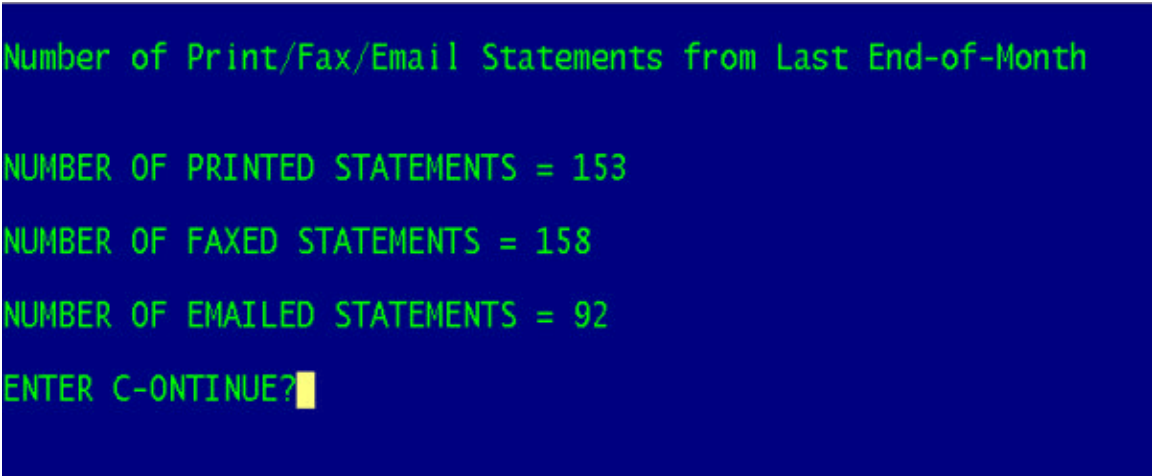 Number of Print/Fax/Email Statements from Last End-of-Month
NUMBER OF PRINTED STATEMENTS = 153
NUMBER OF FAXED STATEMENTS = 158
NUMBER OF EMAILED STATEMENTS = 92
ENTER C-ONTINUE?